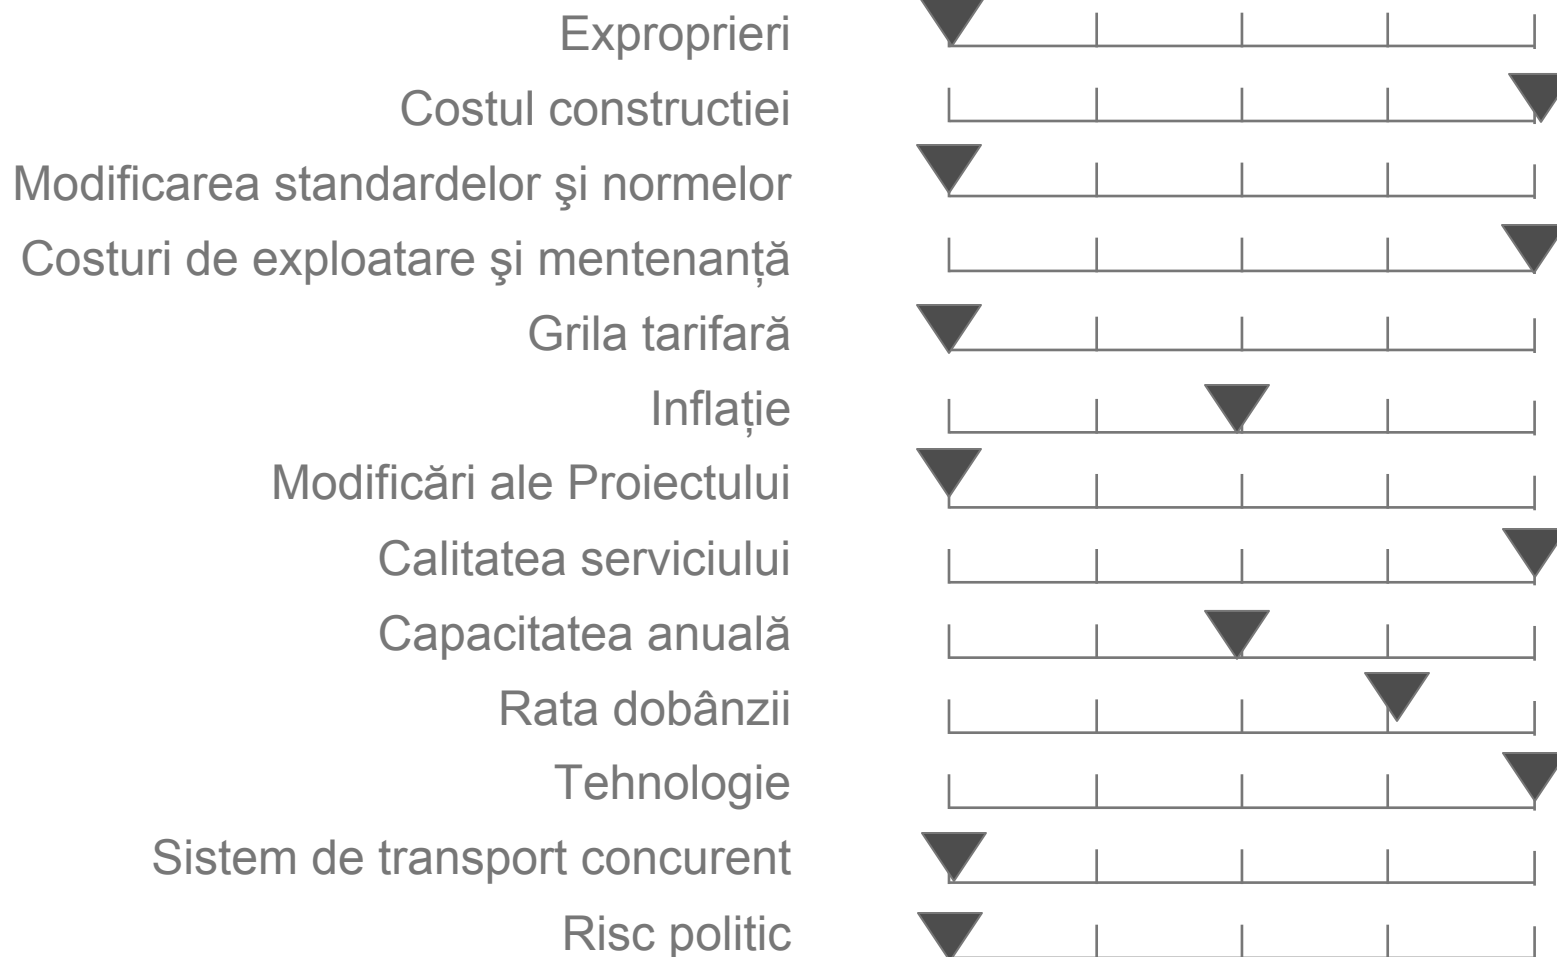 Exproprieri
Costul constructiei
Modificarea standardelor şi normelor
Costuri de exploatare şi mentenanță
Grila tarifară
Inflație
Modificări ale Proiectului
Calitatea serviciului
Capacitatea anuală
Rata dobânzii
Tehnologie
Sistem de transport concurent
Risc politic